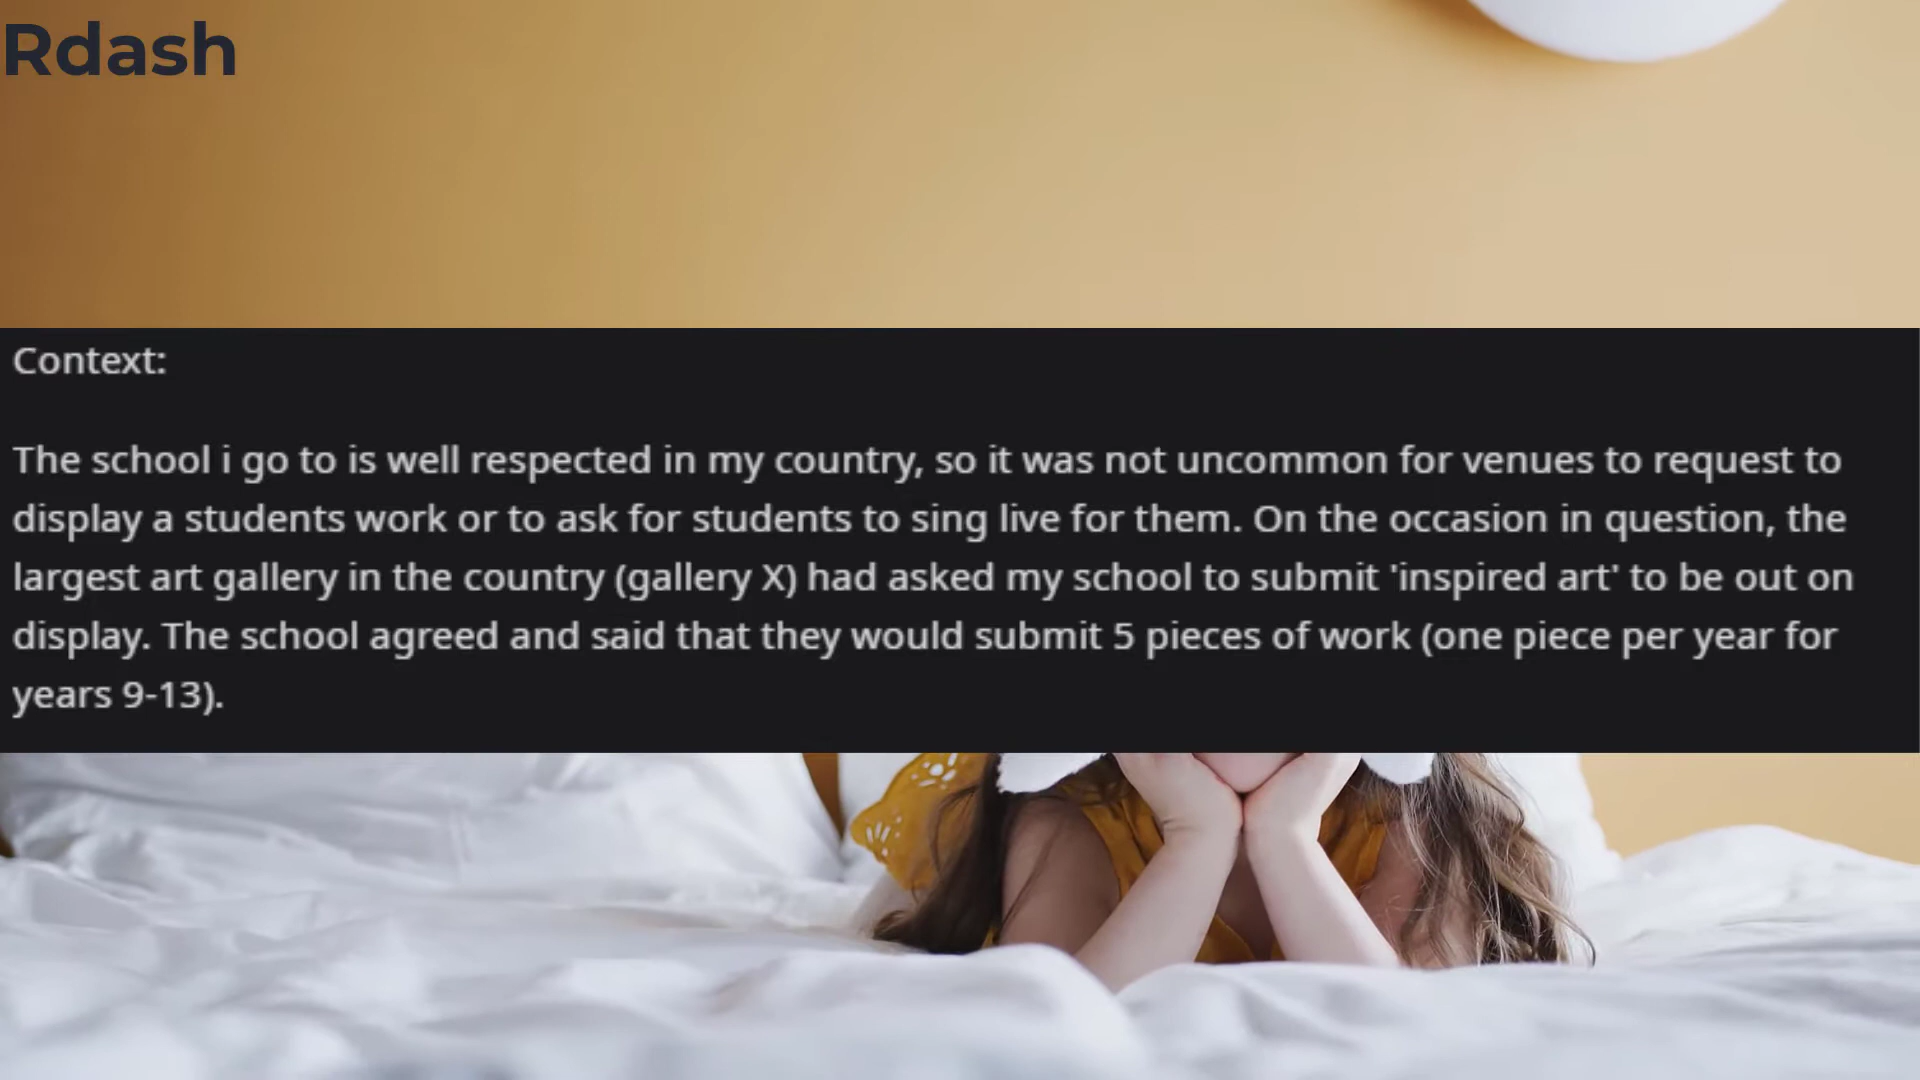 Rdash
Context:
The school i go to is well respected in my country, so it was not uncommon for venues to request to
display a students work or to ask for students to sing live for them. On the occasion in question, the
largest art gallery in the country (gallery X) had asked my school to submit 'inspired art' to be out on
display. The school agreed and said that they would submit 5 pieces of work (one piece per year for
years 9-13).